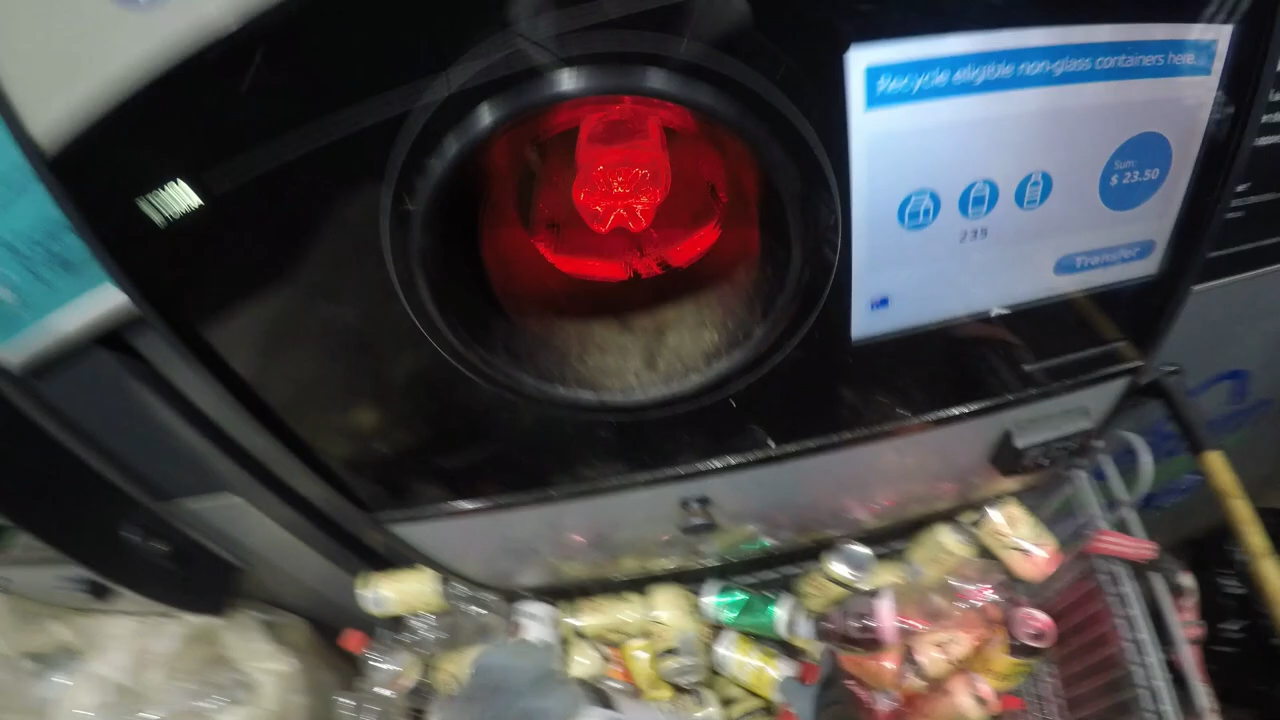 Recycle eligible non-glass containers here.
Sum:
$ 23.50
235
Transfer